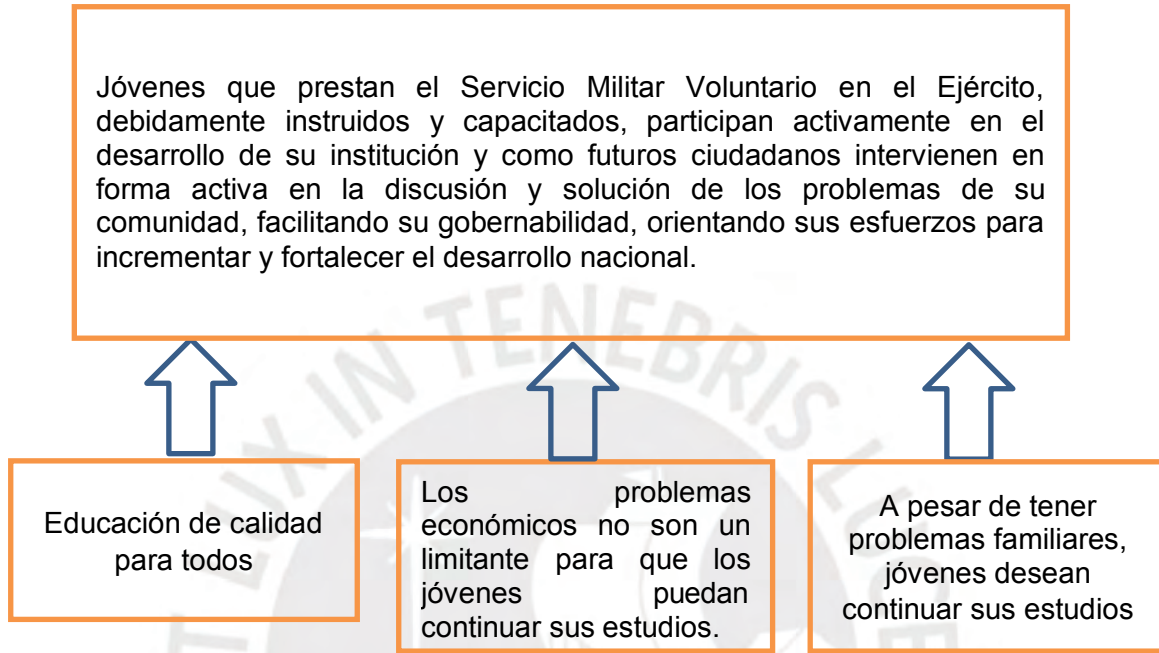 Jóvenes que prestan el Servicio Militar Voluntario en el Ejército,
debidamente instruidos y capacitados, participan activamente en el
desarrollo de su institución y como futuros ciudadanos intervienen en
forma activa en la discusión y solución de los problemas de su
comunidad, facilitando su gobernabilidad, orientando sus esfuerzos para
incrementar y fortalecer el desarrollo nacional.
TENEBRIS
LUX IN
Educación de calidad
para todos
Los problemas
económicos no son un
limitante para que los
jóvenes puedan
continuar sus estudios.
A pesar de tener
problemas familiares,
jóvenes desean
continuar sus estudios